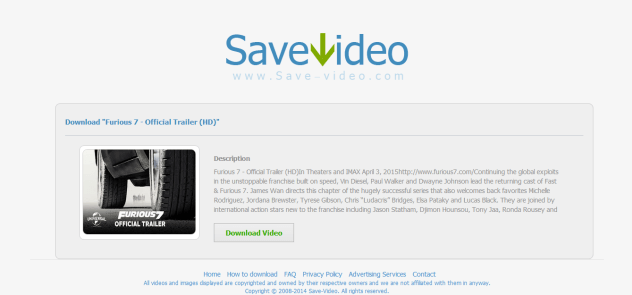 Save Video
www.Save-video.com
Download "Furious 7 - Official Trailer (HD)"
Description
Furious 7 - Official Trailer (HD)In Theaters and IMAX April 3, 2015http://www.furious7.com/Continuing the global exploits
in the unstoppable franchise built on speed, Vin Diesel, Paul Walker and Dwayne Johnson lead the returning cast of Fast
& Furious 7. James Wan directs this chapter of the hugely successful series that also welcomes back favorites Michelle
Rodriguez, Jordana Brewster, Tyrese Gibson, Chris "Ludacris" Bridges, Elsa Pataky and Lucas Black. They are joined by
international action stars new to the franchise including Jason Statham, Djimon Hounsou, Tony Jaa, Ronda Rousey and
UNIVERSAL
FURIOUS7
OFFICIAL TRAILER
Download Video
Home How to download FAQ Privacy Policy Advertising Services Contact
All videos and images deplayed are copyrighted and owned by their respective owners and we are not affiliated with them in anyway.
Copyright © 2008-2014 Save-Video. All rights reserved.